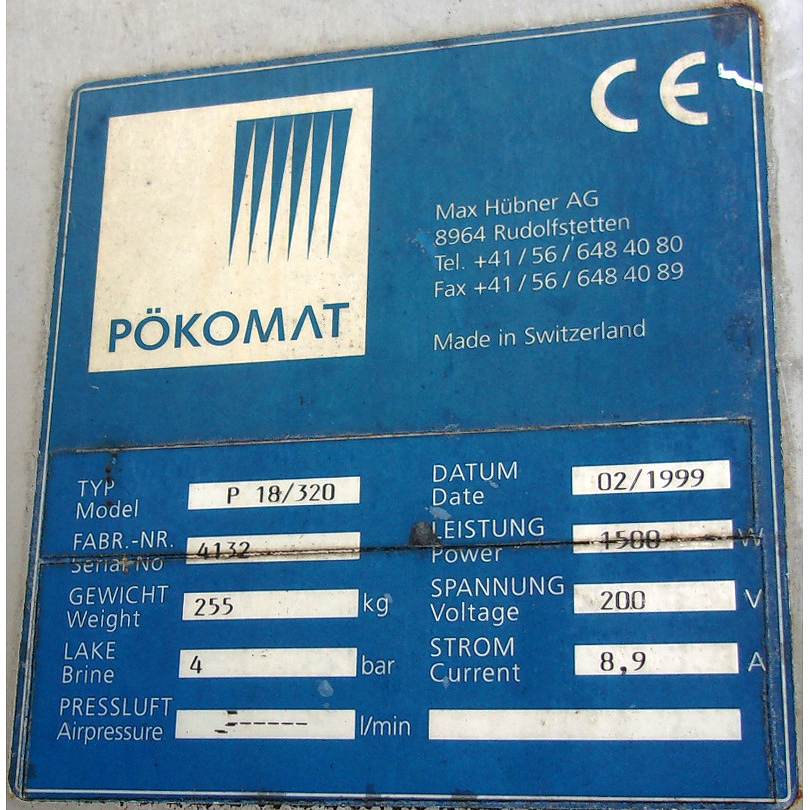 CE
PÖKOMAT
Max Hübner AG
8964 Rudolfstetten
Tel. +41 / 56 / 648 40 80
Fax +41 / 56 / 648 40 89
Made in Switzerland
TYP
Model
P 18/320
DATUM
Date
02/1999
FABR.-NR.
Serial No
4132
LEISTUNG
Power
1500 W
GEWICHT
Weight
255 kg
SPANNUNG
Voltage
200 V
LAKE
Brine
4 bar
STROM
Current
8,9 A
PRESSLUFT
Airpressure
------ l/min